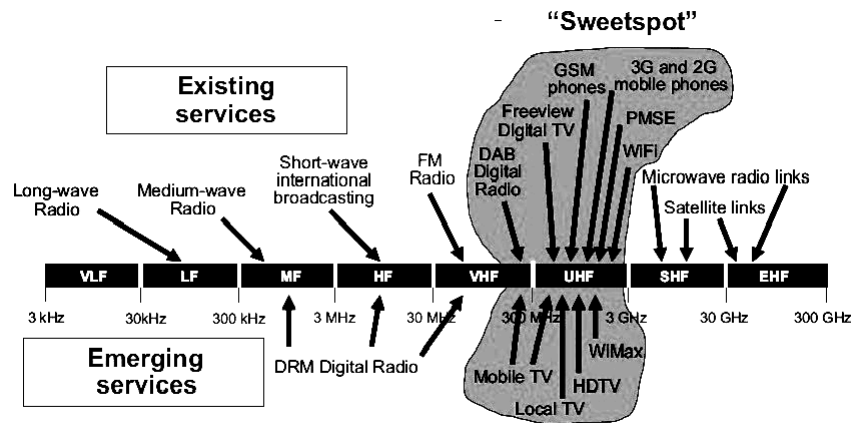 “Sweetspot”
Existing
services
GSM
phones
3G and 2G
mobile phones
Freeview
Digital TV
PMSE
WiFi
DAB
Digital
Radio
FM
Radio
Short-wave
international
broadcasting
Medium-wave
Radio
Long-wave
Radio
Microwave radio links
Satellite links
VLF LF MF HF VHF UHF SHF EHF
3 kHz 30kHz 300 kHz 3 MHz 30 MHz 300 MHz 3 GHz 30 GHz 300 GHz
Emerging
services
DRM Digital Radio
Mobile TV
Local TV
HDTV
WiMax